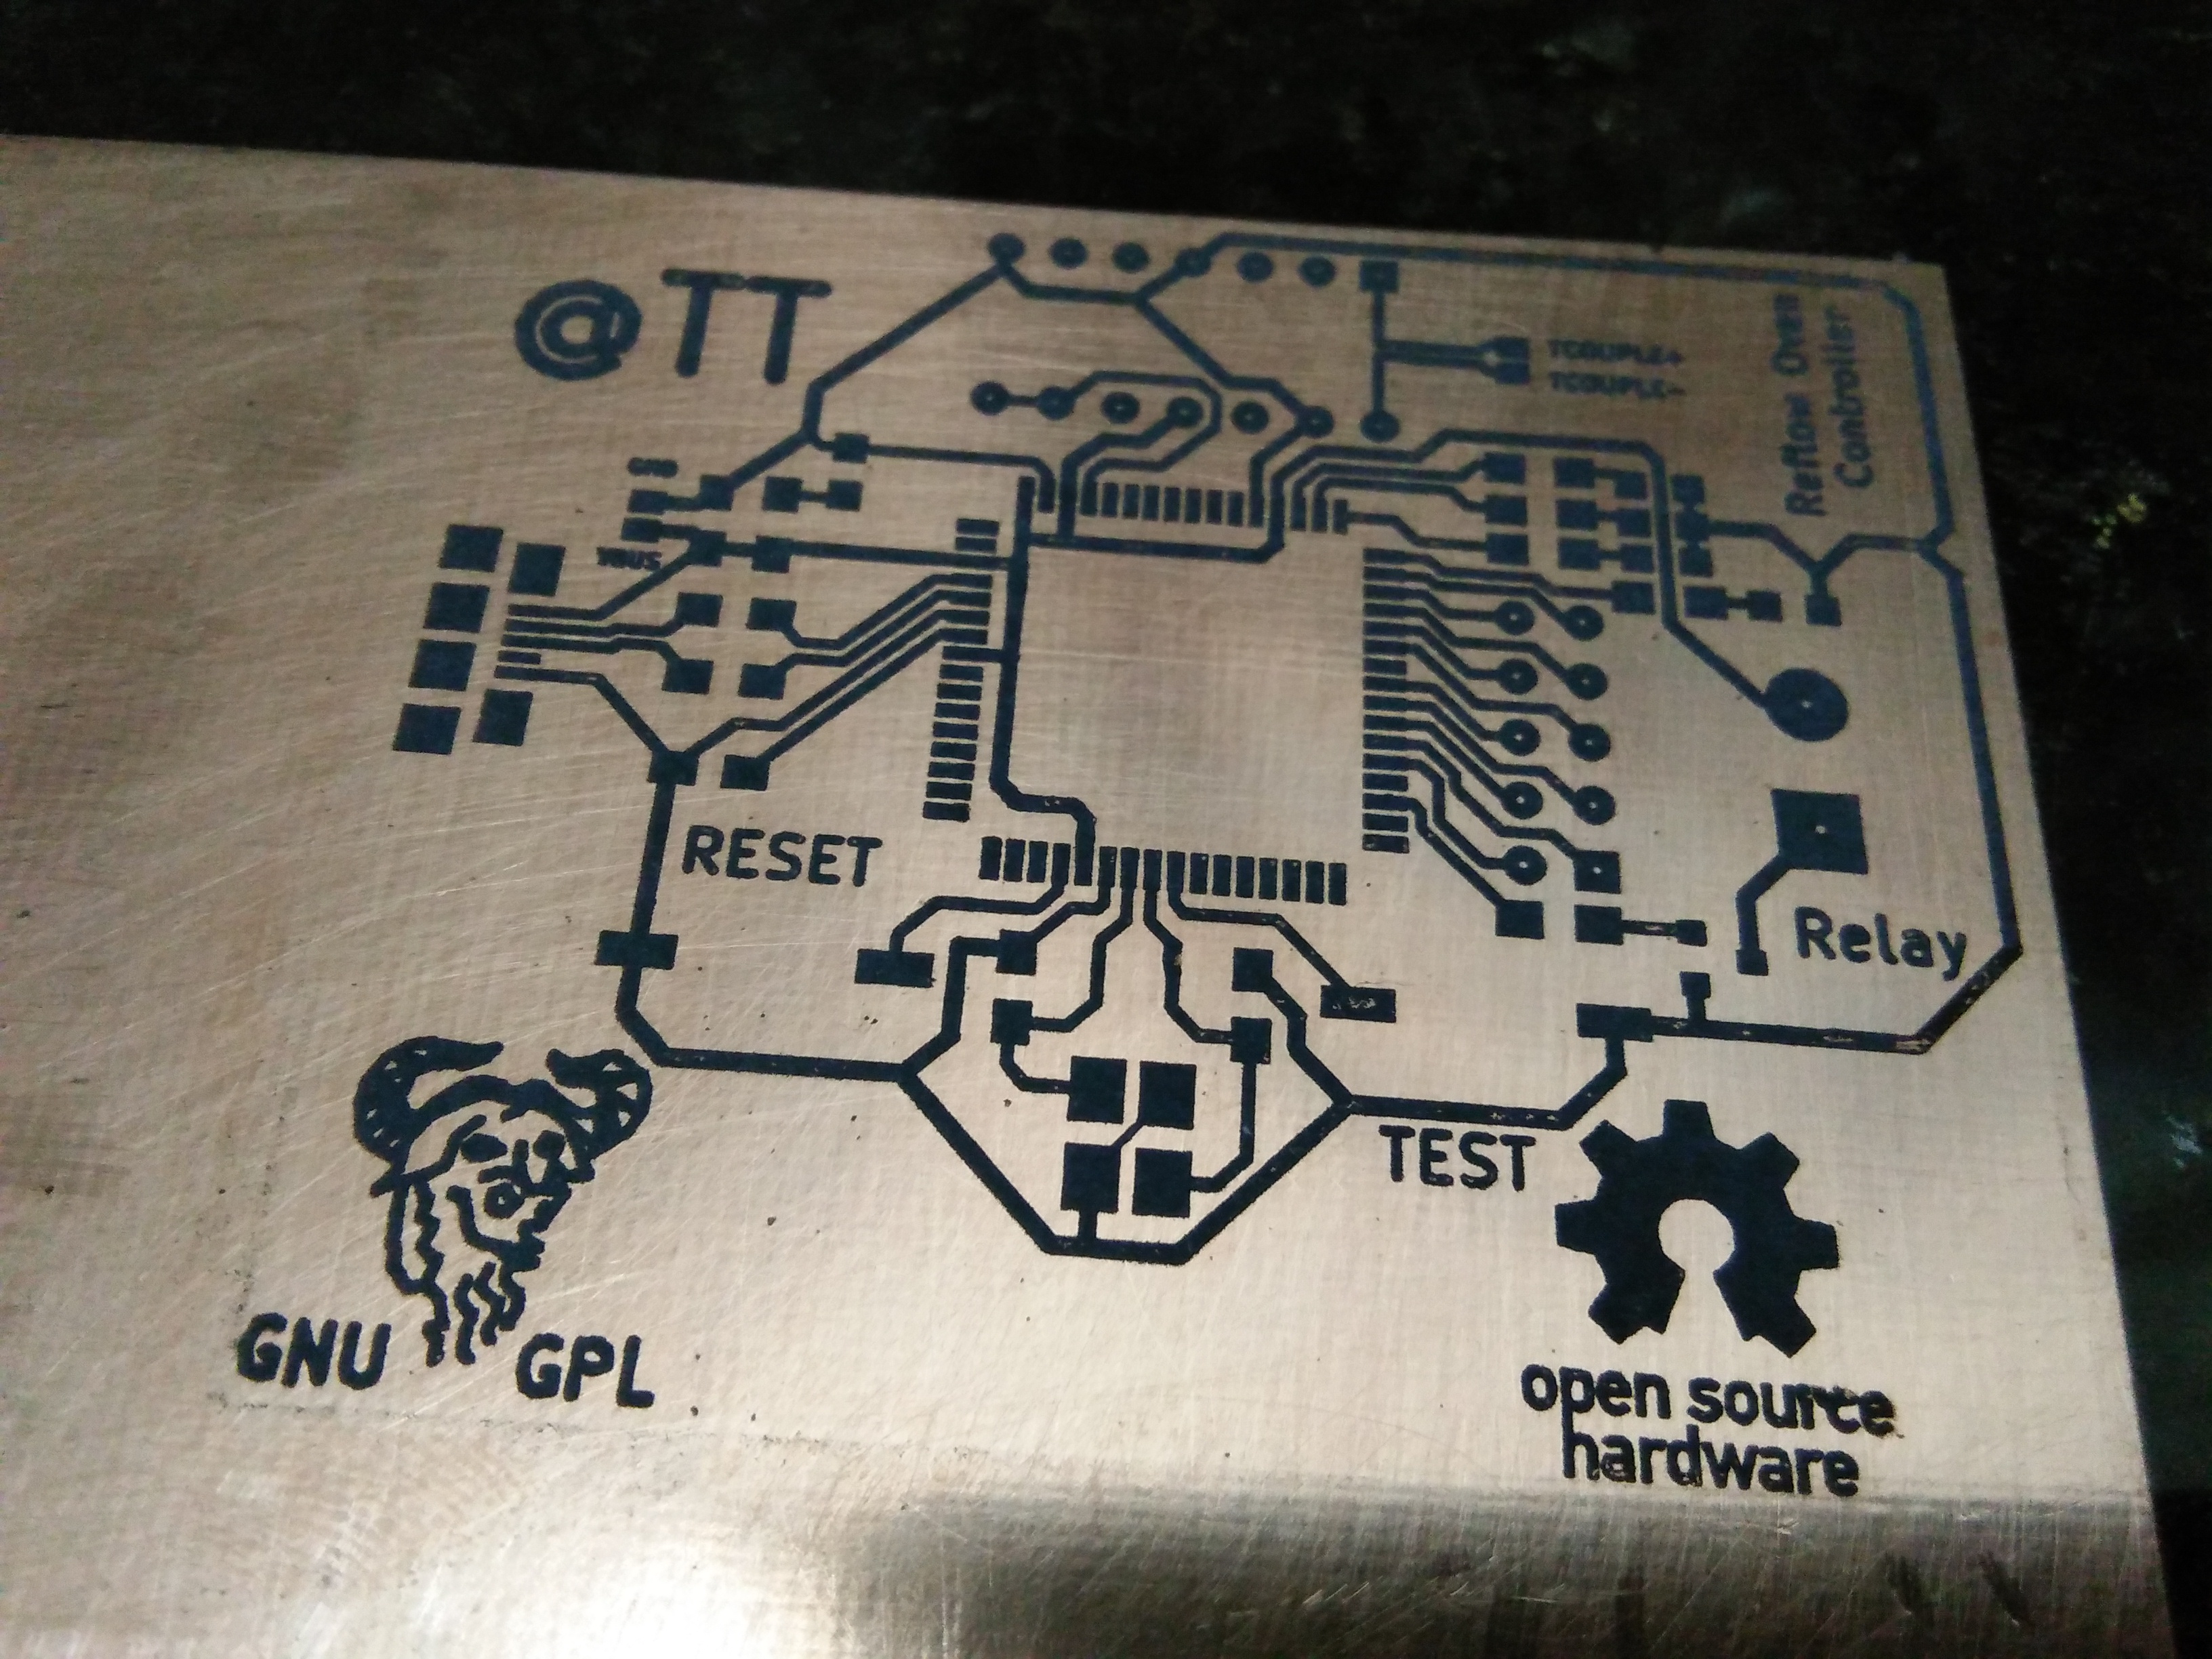 @TT
TCOUPLE+
TCOUPLE-
Reflow Oven
Controller
GND
VBUS
RESET
Relay
TEST
GNU GPL
open source
hardware